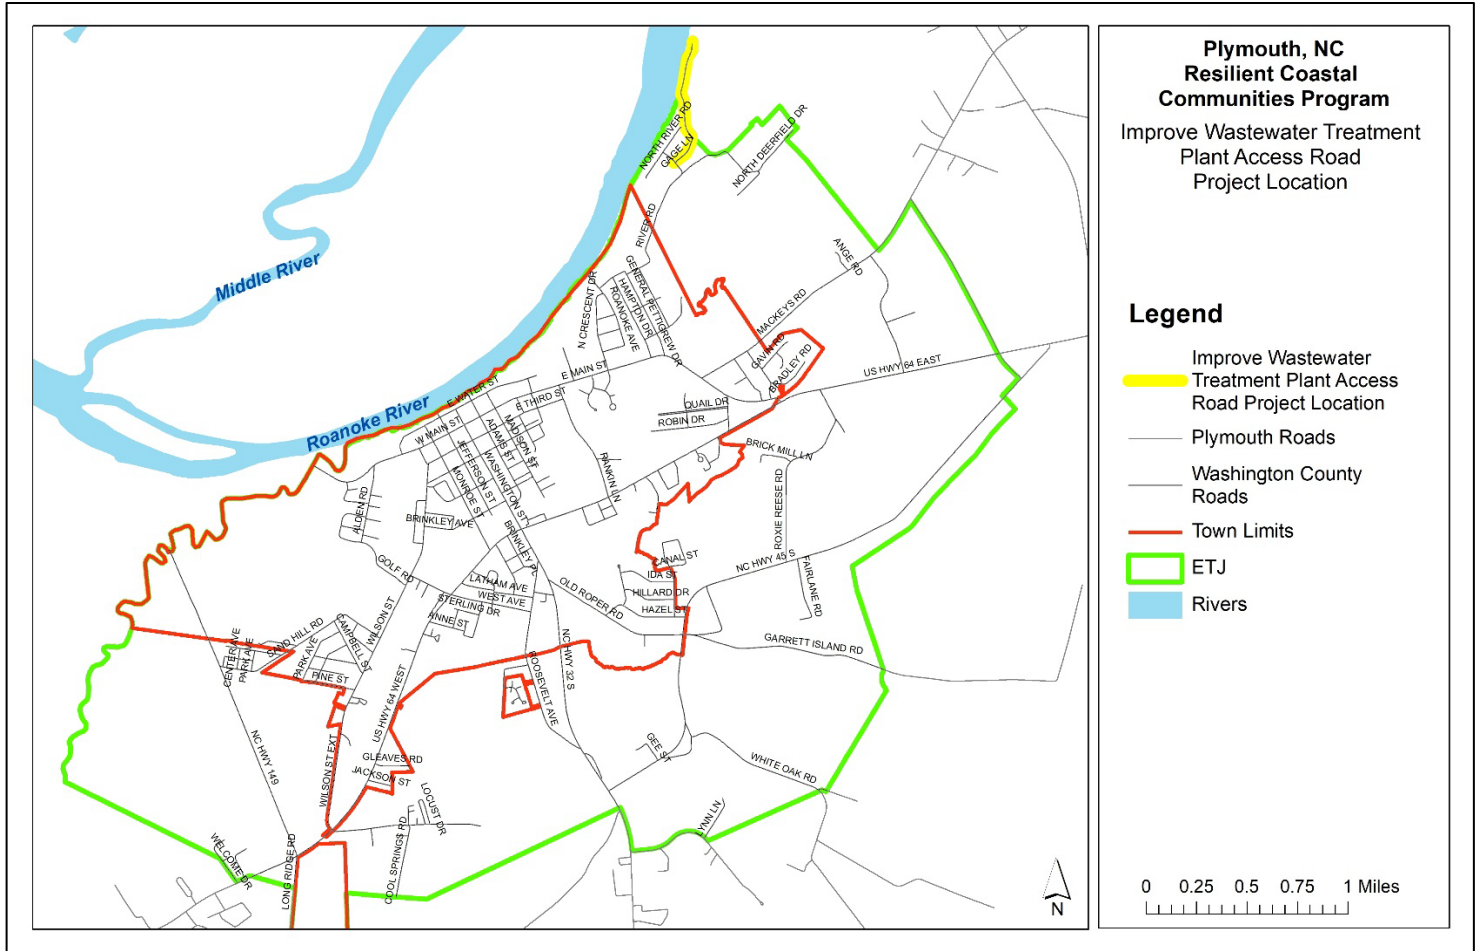 Plymouth, NC
Resilient Coastal
Communities Program
Improve Wastewater Treatment
Plant Access Road
Project Location
Legend
Improve Wastewater
Treatment Plant Access
Road Project Location
Plymouth Roads
Washington County
Roads
Town Limits
ETJ
Rivers
0 0.25 0.5 0.75 1 Miles
N
Middle River
Roanoke River
NORTH RIVER RD
GAGE LN
NORTH DEERFIELD DR
RIVER RD
ANGE RD
GENERAL PETTIGREW DR
HAMPTON DR
ROANOKE AVE
N CRESCENT DR
MACKEYS RD
GAVIN RD
BRADLEY RD
US HWY 64 EAST
E MAIN ST
E WATER ST
E THIRD ST
W MAIN ST
QUAIL DR
ROBIN DR
MADISON ST
ADAMS ST
WASHINGTON ST
JEFFERSON ST
MONROE ST
BRICK MILL LN
RANKIN LN
ROXIE REESE RD
ALDEN RD
BRINKLEY AVE
BRINKLEY PL
CANAL ST
NC HWY 45 S
IDA ST
HILLARD DR
HAZEL ST
FAIRLANE RD
GOLF RD
LATHAM AVE
WEST AVE
STERLING DR
ANNE ST
OLD ROPER RD
GARRETT ISLAND RD
WILSON ST
CAMPBELL ST
SAND HILL RD
PARK AVE
CENTER AVE
PARK AVE
PINE ST
NC HWY 32 S
ROOSEVELT AVE
US HWY 64 WEST
NC HWY 149
WILSON ST EXT
GLEAVES RD
JACKSON ST
LOCUST DR
GEE ST
WHITE OAK RD
LYNN LN
COOL SPRINGS RD
LONG RIDGE RD
WELCOME DR